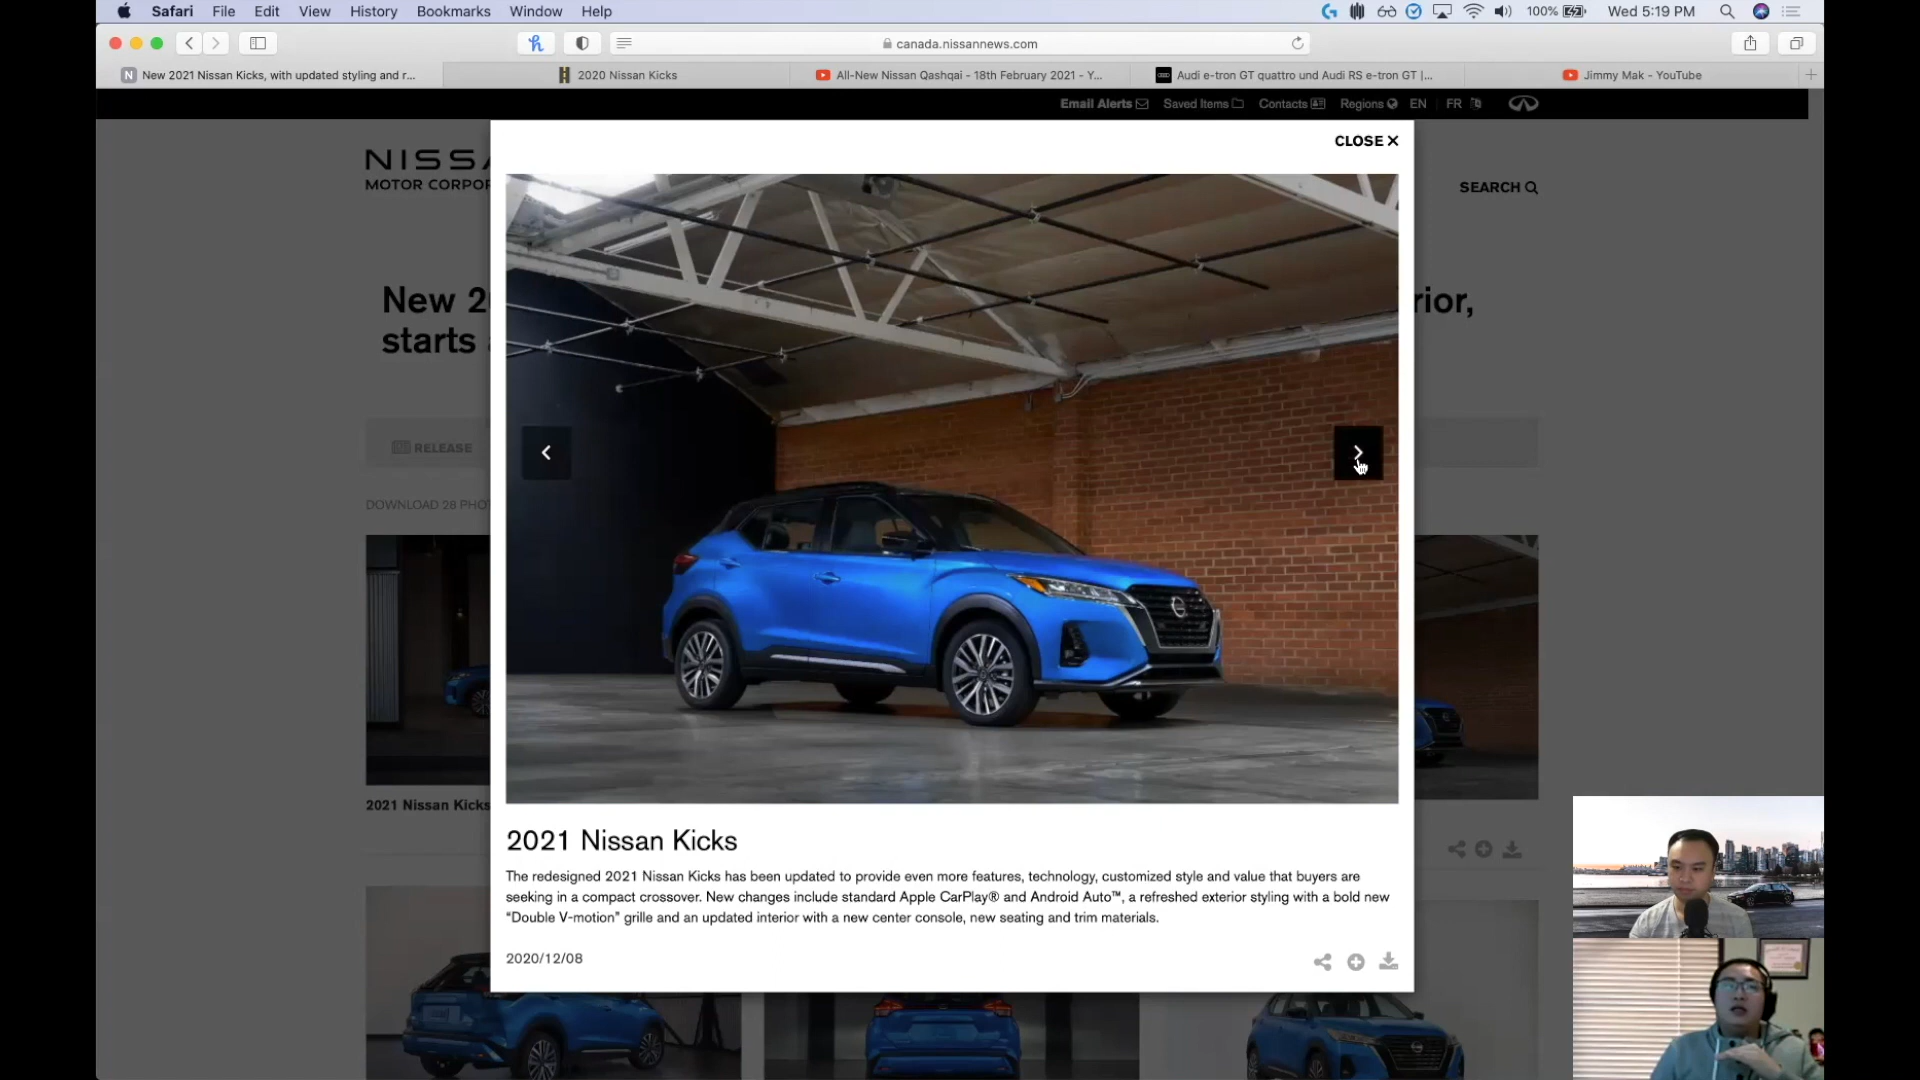 Safari File Edit View History Bookmarks Window Help 100% Wed 5:19 PM
canada.nissannews.com
New 2021 Nissan Kicks, with updated styling and r... 2020 Nissan Kicks All-New Nissan Qashqai - 18th February 2021 - Y... Audi e-tron GT quattro und Audi RS e-tron GT |... Jimmy Mak - YouTube
Email Alerts Saved Items Contacts Regions EN FR
CLOSE
NISS
MOTOR CORPOR
SEARCH
New 2 rior,
starts
RELEASE
DOWNLOAD 28 PHO
2021 Nissan Kicks
2021 Nissan Kicks
The redesigned 2021 Nissan Kicks has been updated to provide even more features, technology, customized style and value that buyers are
seeking in a compact crossover. New changes include standard Apple CarPlay® and Android Auto™, a refreshed exterior styling with a bold new
“Double V-motion” grille and an updated interior with a new center console, new seating and trim materials.
2020/12/08